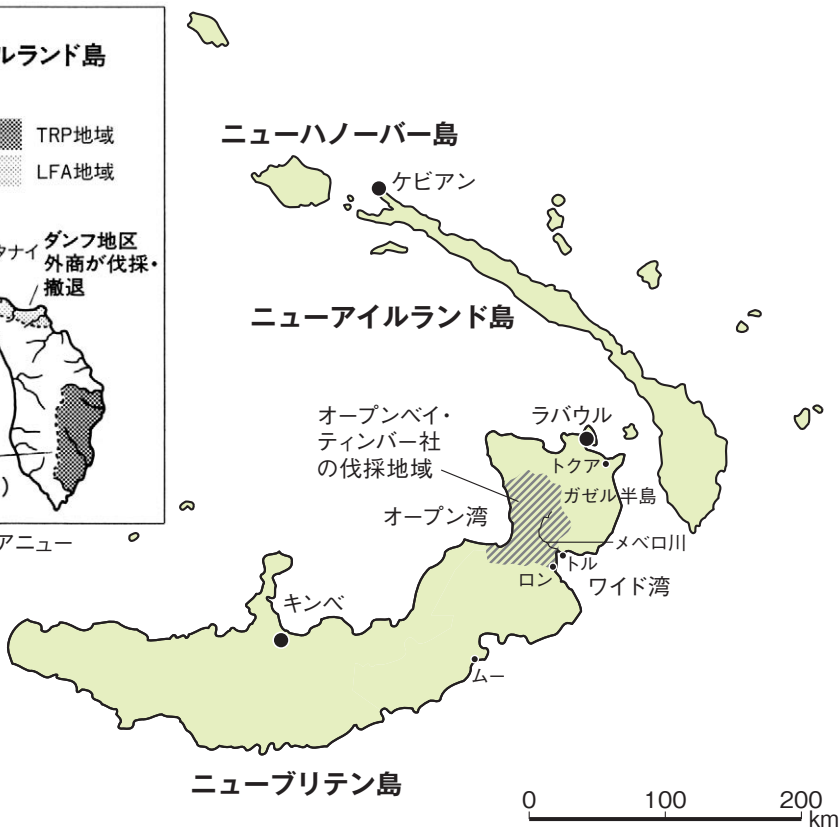 ルランド島
TRP地域
LFA地域
タナイ
ダンフ地区
外商が伐採・
撤退
)
アニュー
ニューハノーバー島
ケビアン
ニューアイルランド島
オープンベイ・
ティンバー社
の伐採地域
ラバウル
トクア
ガゼル半島
オープン湾
メベロ川
トル
ロン
ワイド湾
キンベ
ムー
ニューブリテン島
0 100 200
km